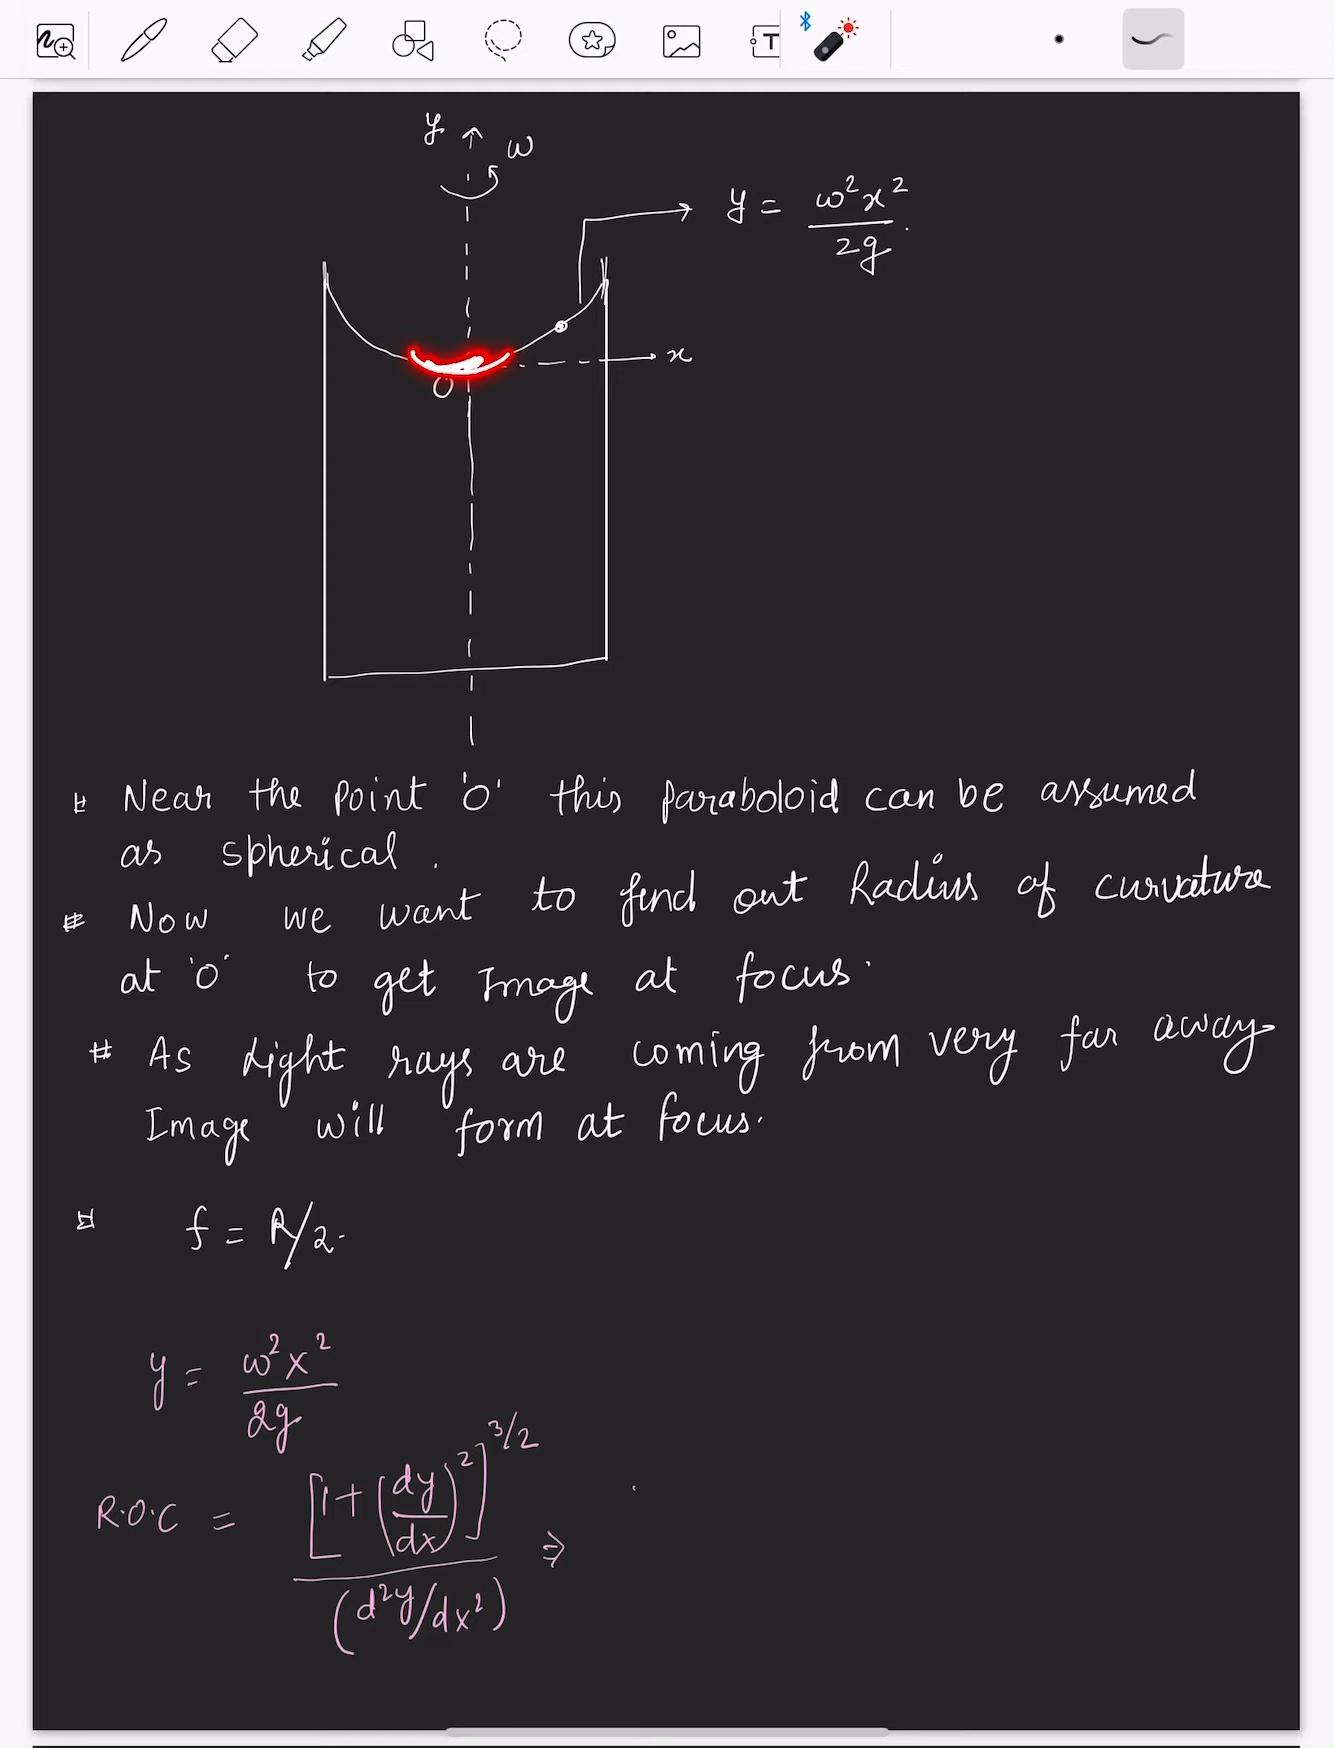 y
ω
y = ω²x²/2g
x
O
# Near the point 'O' this paraboloid can be assumed
as spherical.
# Now we want to find out Radius of curvature
at 'O' to get Image at focus.
# As Light rays are coming from very far away
Image will form at focus.
# f = R/2.
y = ω²x²/2g
R.O.C = [1+(dy/dx)²]^3/2 / (d²y/dx²) ⇒